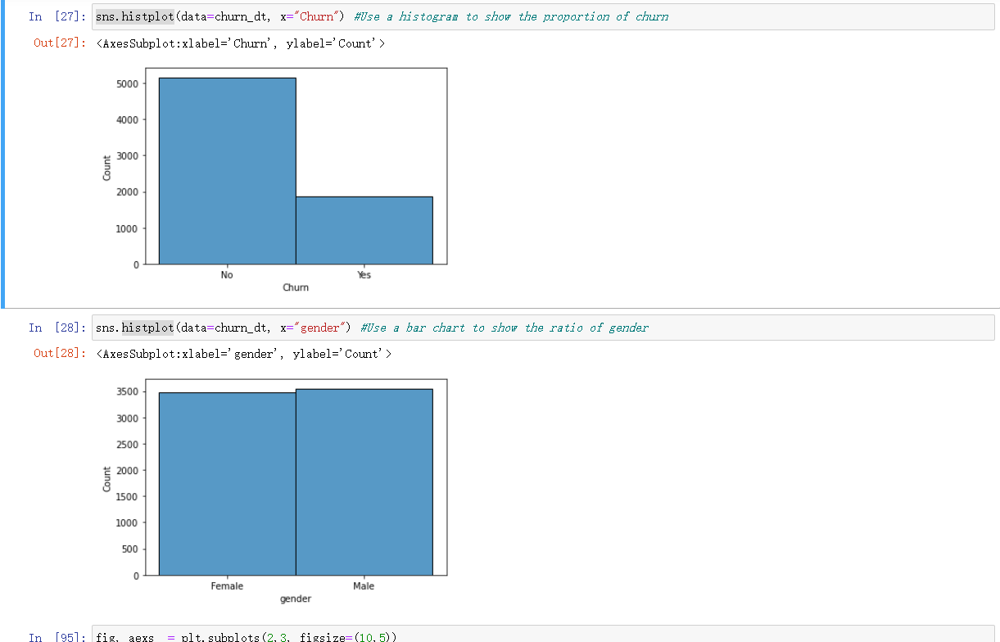 In [27]: sns.histplot(data=churn_dt, x="Churn") #Use a histogram to show the proportion of churn
Out[27]: <AxesSubplot:xlabel='Churn', ylabel='Count'>
5000
4000
3000
2000
1000
0
Count
No Yes
Churn
In [28]: sns.histplot(data=churn_dt, x="gender") #Use a bar chart to show the ratio of gender
Out[28]: <AxesSubplot:xlabel='gender', ylabel='Count'>
3500
3000
2500
2000
1500
1000
500
0
Count
Female Male
gender
In [95]: fig, aexs = plt.subplots(2,3, figsize=(10,5))